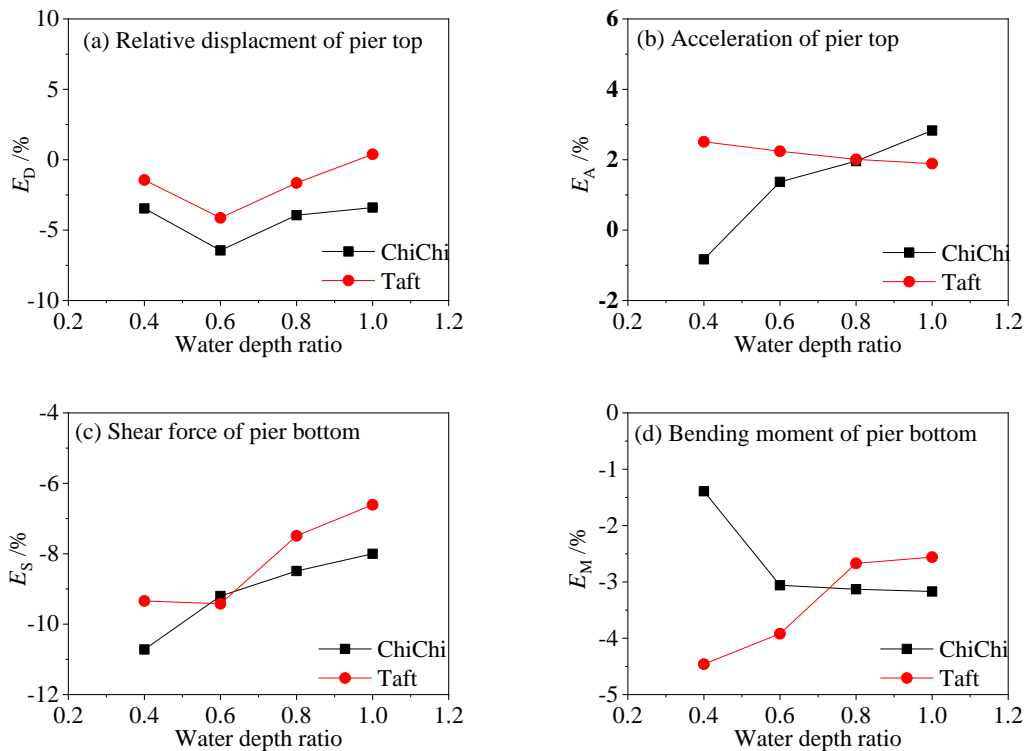 (a) Relative displacment of pier top
10
5
0
-5
-10
E_D /%
ChiChi
Taft
0.2 0.4 0.6 0.8 1.0 1.2
Water depth ratio
(b) Acceleration of pier top
6
4
2
0
-2
E_A /%
ChiChi
Taft
0.2 0.4 0.6 0.8 1.0 1.2
Water depth ratio
(c) Shear force of pier bottom
-4
-6
-8
-10
-12
E_S /%
ChiChi
Taft
0.2 0.4 0.6 0.8 1.0 1.2
Water depth ratio
(d) Bending moment of pier bottom
0
-1
-2
-3
-4
-5
E_M /%
ChiChi
Taft
0.2 0.4 0.6 0.8 1.0 1.2
Water depth ratio